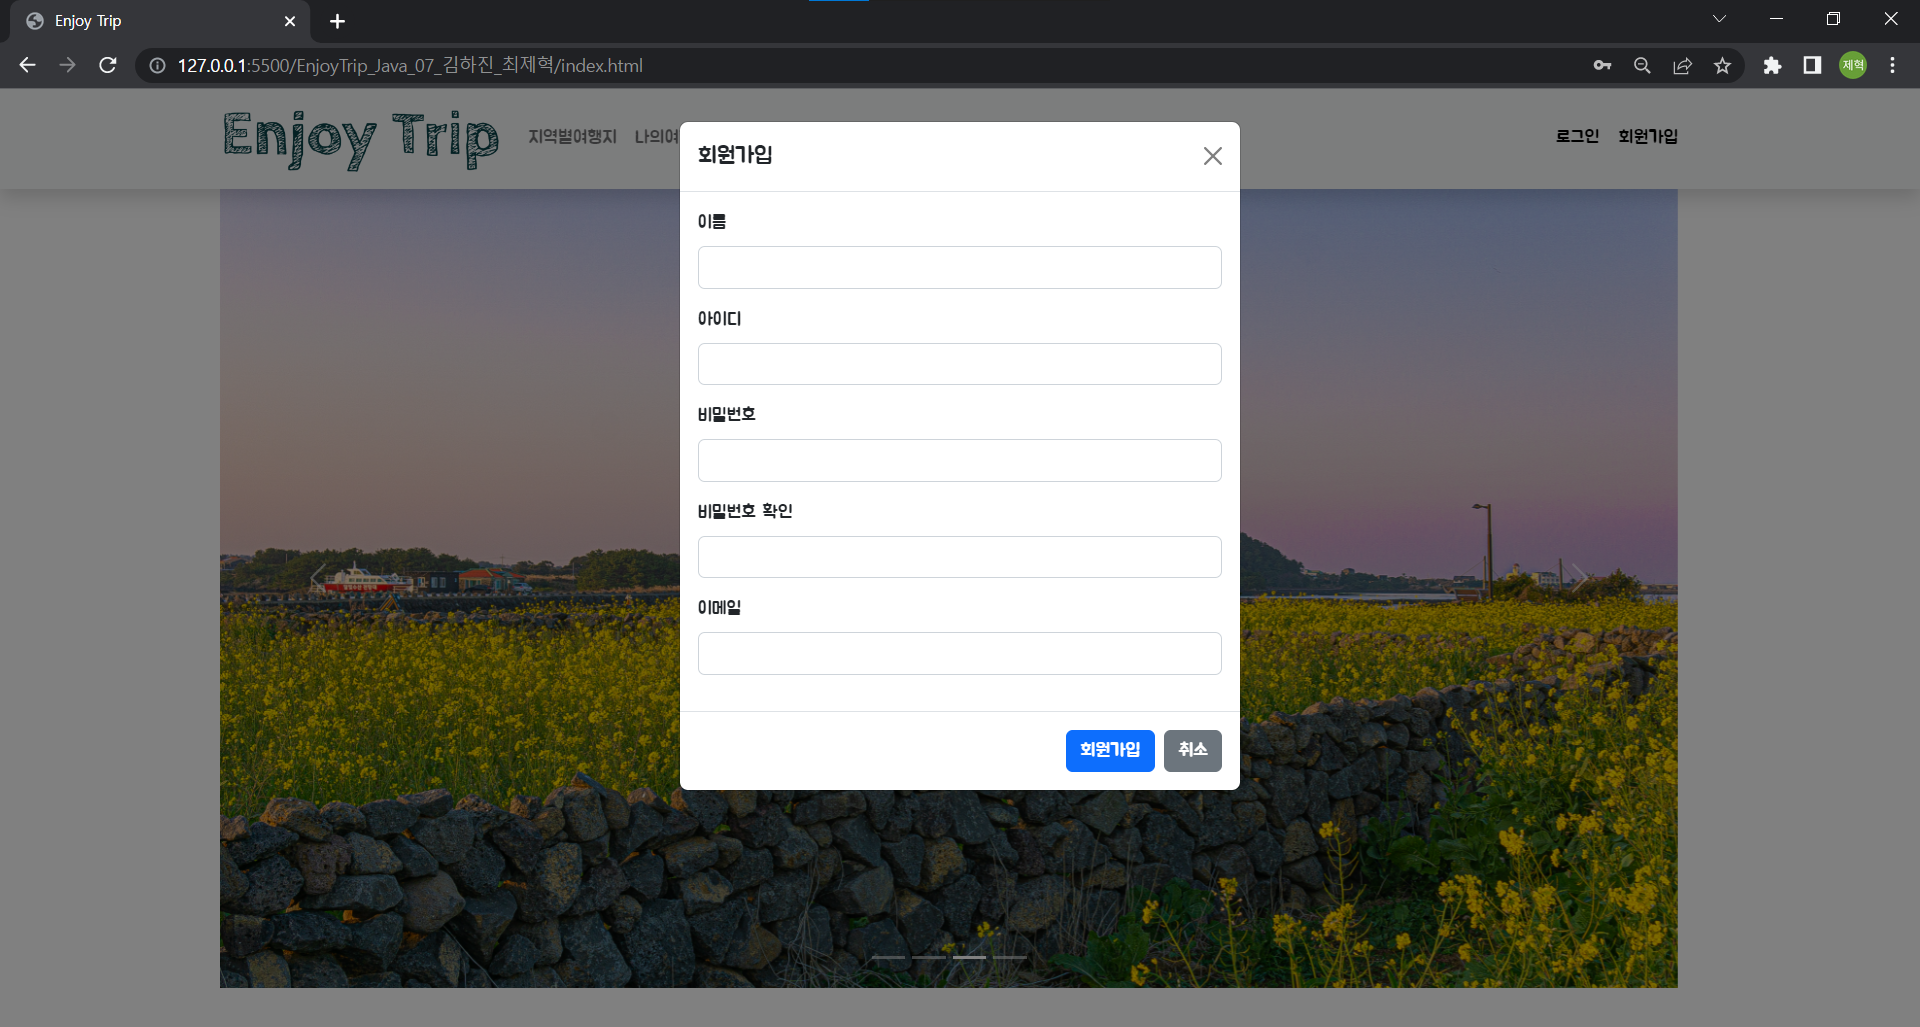 Enjoy Trip
127.0.0.1:5500/EnjoyTrip_Java_07_김하진_최제혁/index.html
제혁
Enjoy Trip 지역별여행지 나의여 로그인 회원가입
회원가입
이름
아이디
비밀번호
비밀번호 확인
이메일
회원가입 취소